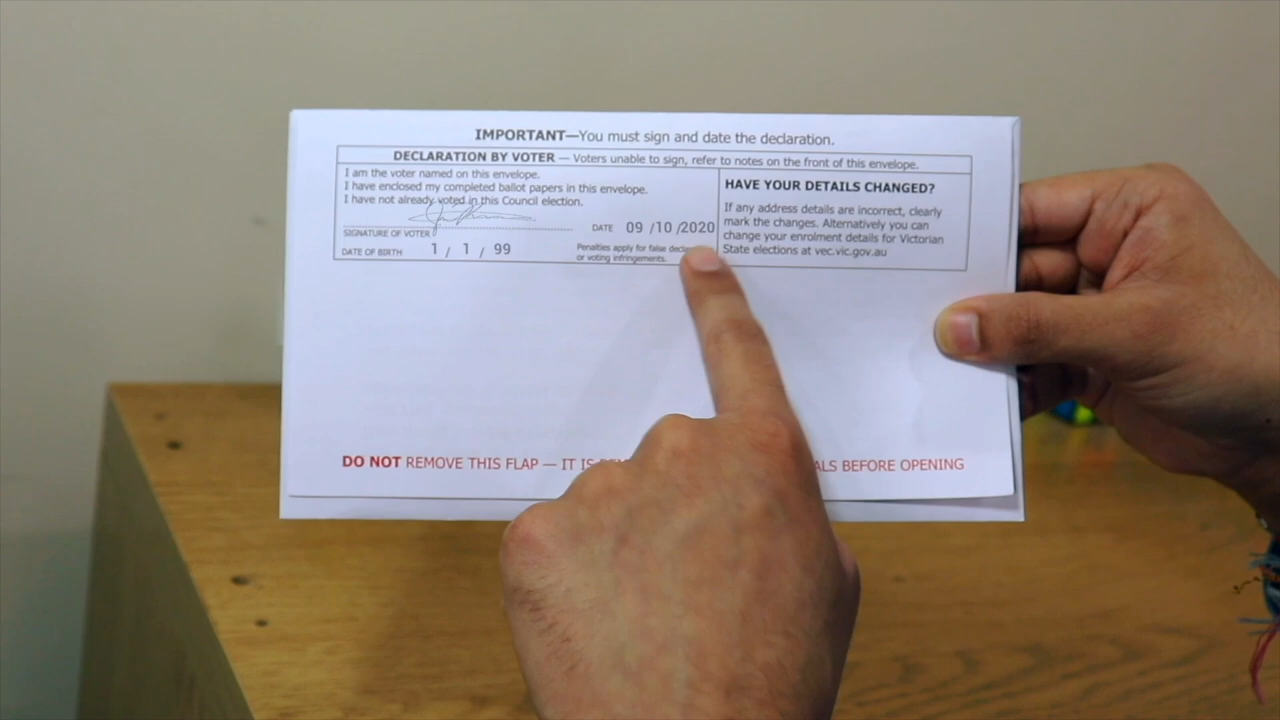 IMPORTANT—You must sign and date the declaration.
DECLARATION BY VOTER — Voters unable to sign, refer to notes on the front of this envelope.
I am the voter named on this envelope.
I have enclosed my completed ballot papers in this envelope.
I have not already voted in this Council election.
SIGNATURE OF VOTER
DATE 09 /10 /2020
DATE OF BIRTH 1 / 1 / 99
Penalties apply for false
or voting infringements.
HAVE YOUR DETAILS CHANGED?
If any address details are incorrect, clearly
mark the changes. Alternatively you can
change your enrolment details for Victorian
State elections at vec.vic.gov.au
DO NOT REMOVE THIS FLAP — IT IS BEFORE OPENING